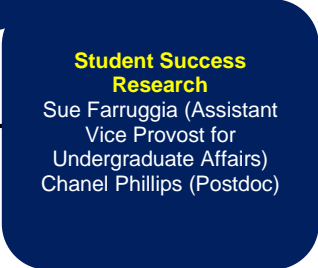 Student Success
Research
Sue Farruggia (Assistant
Vice Provost for
Undergraduate Affairs)
Chanel Phillips (Postdoc)